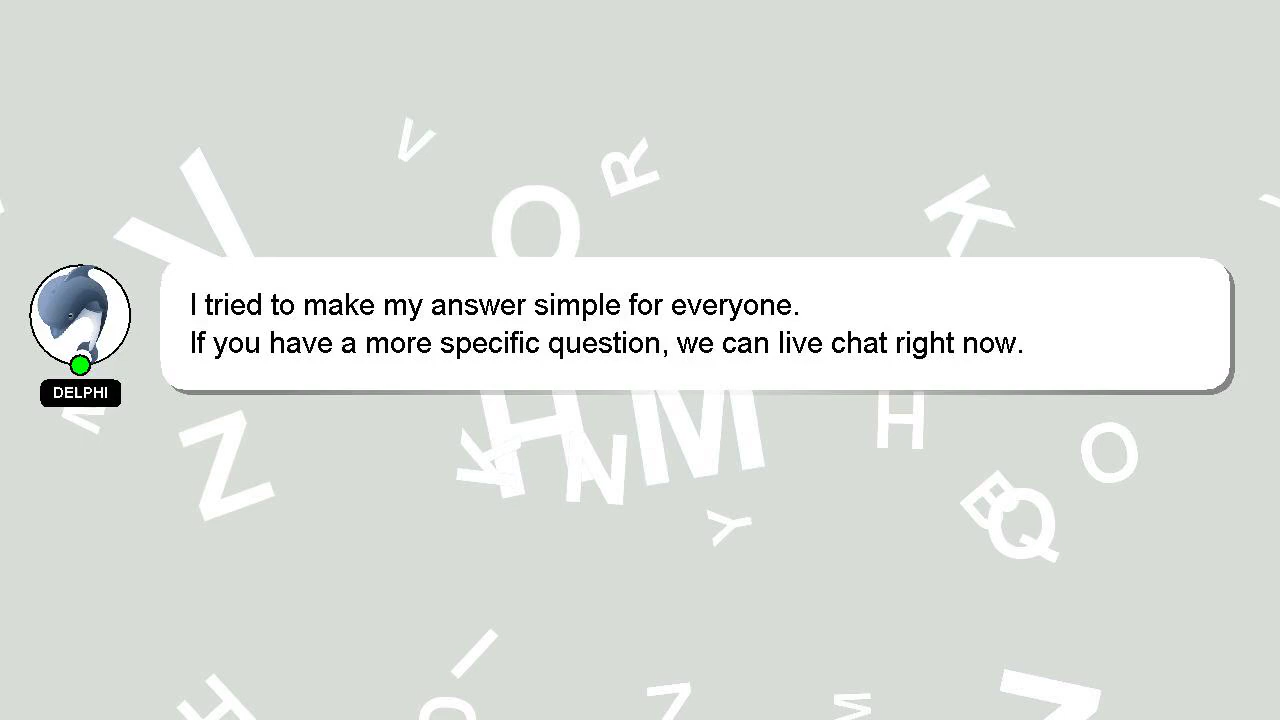 V
R
V
O
K
I tried to make my answer simple for everyone.
If you have a more specific question, we can live chat right now.
DELPHI
N
H
M
H
Z
K
N
O
B
Q
Y
I
H
O
Z
M